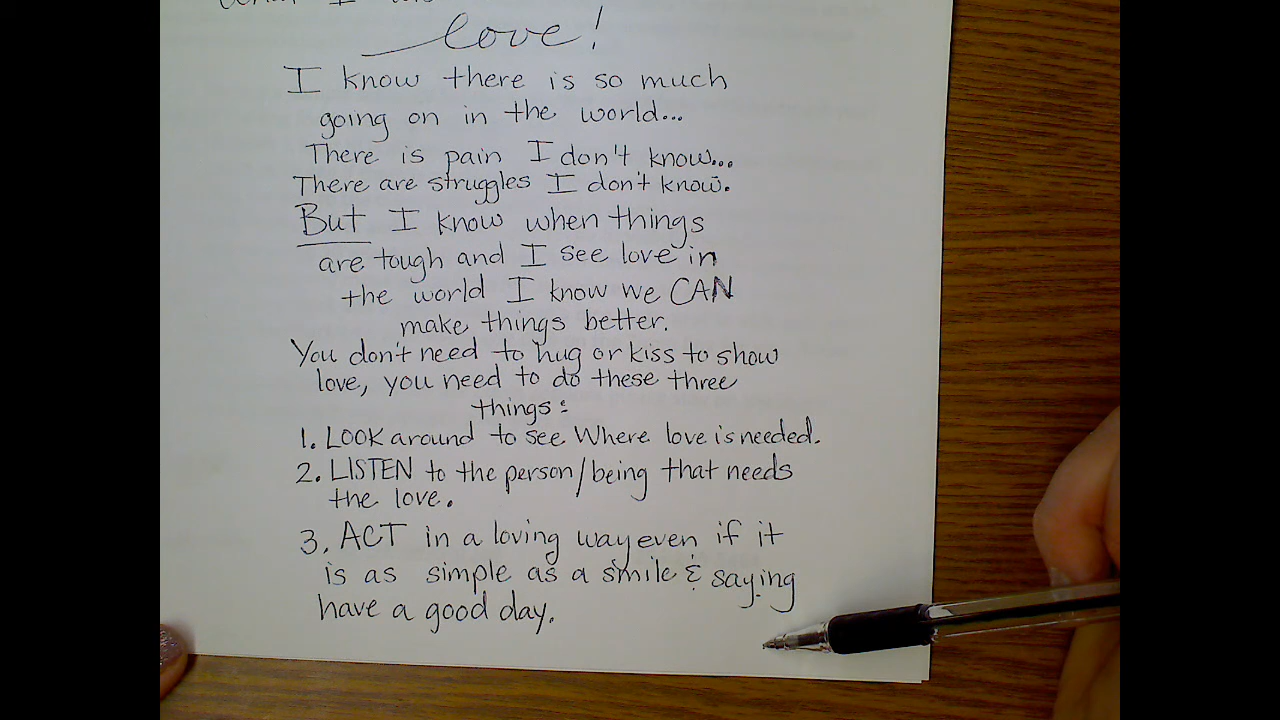 love!
I know there is so much
going on in the world...
There is pain I don't know...
There are struggles I don't know.
But I know when things
are tough and I see love in
the world I know we CAN
make things better.
You don't need to hug or kiss to show
love, you need to do these three
things:
1. LOOK around to see Where love is needed.
2. LISTEN to the person/being that needs
the love.
3. ACT in a loving way even if it
is as simple as a smile & saying
have a good day.